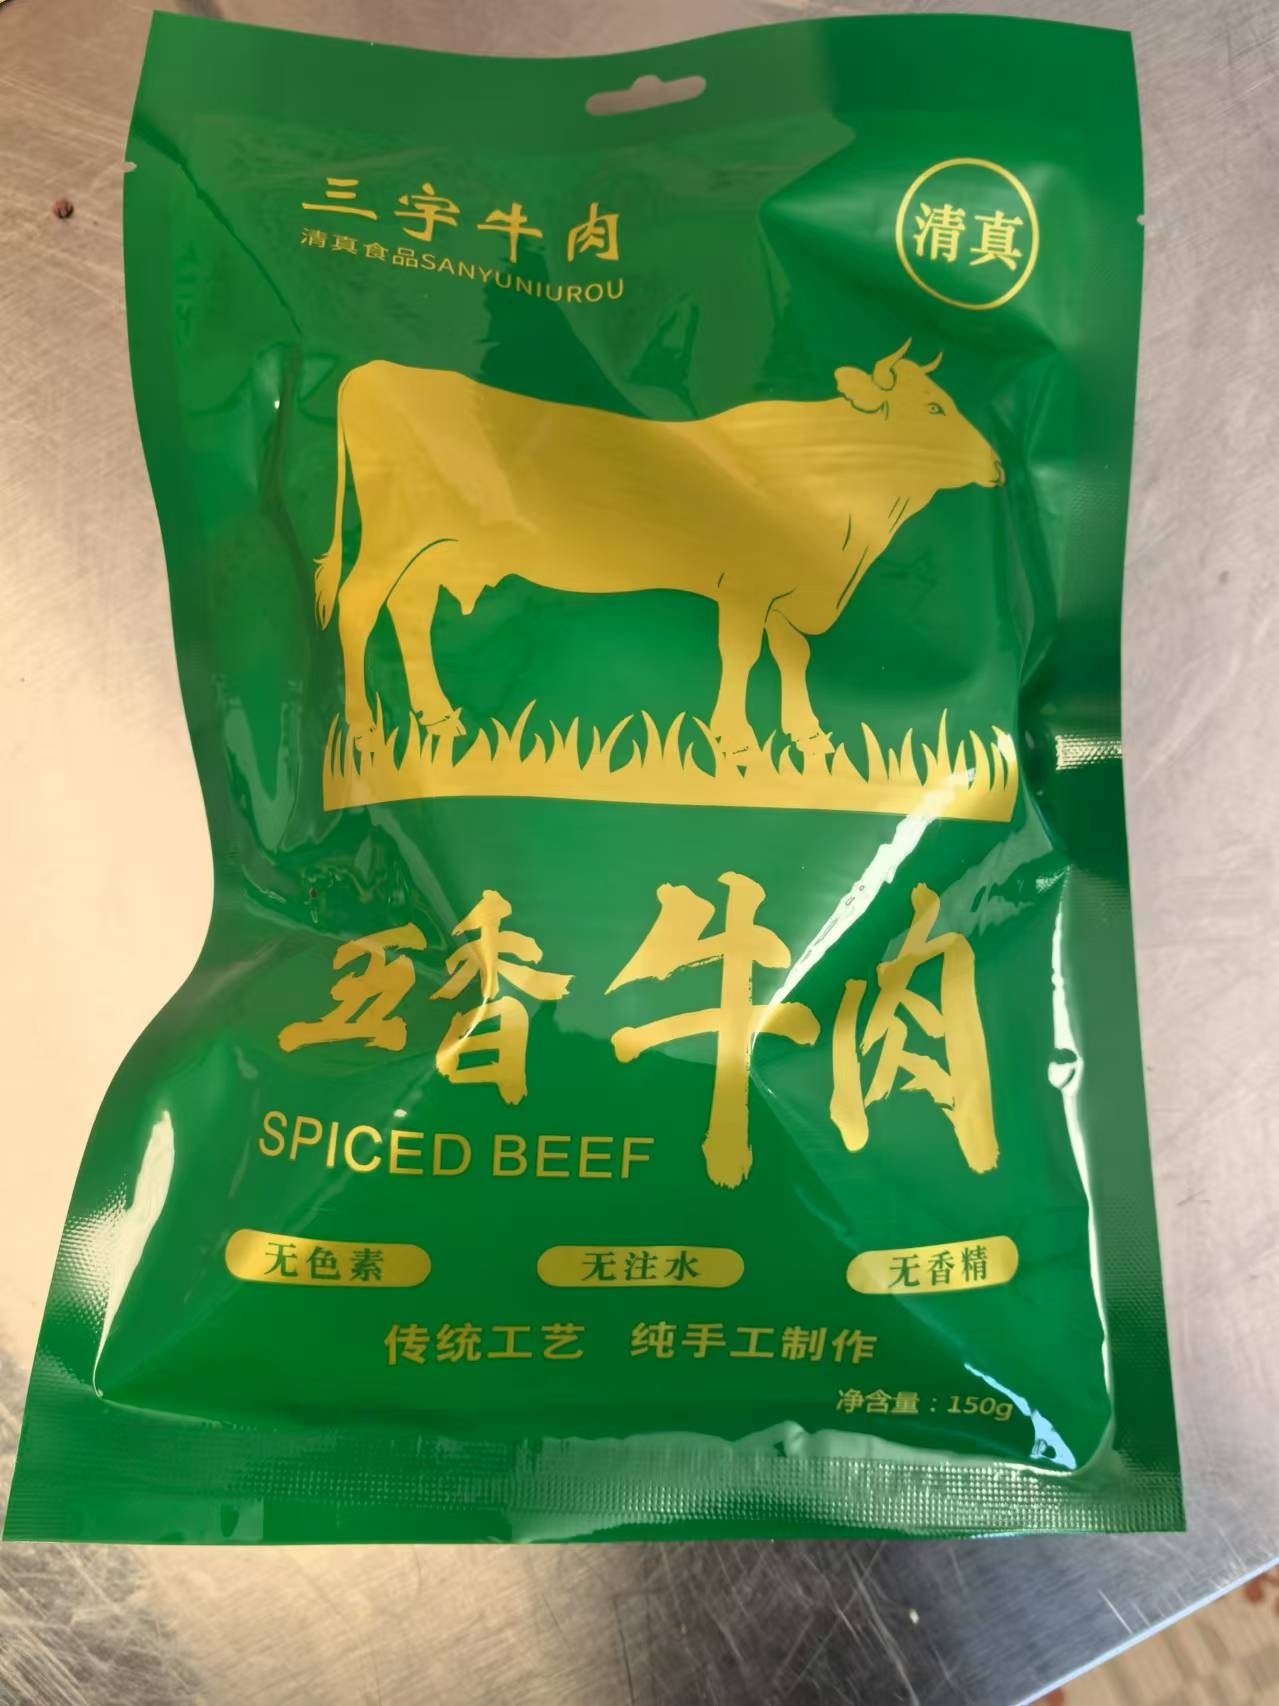 三宇牛肉
清真食品SANYUNIUROU
清真
五香牛肉
SPICED BEEF
无色素 无注水 无香精
传统工艺 纯手工制作
净含量：150g